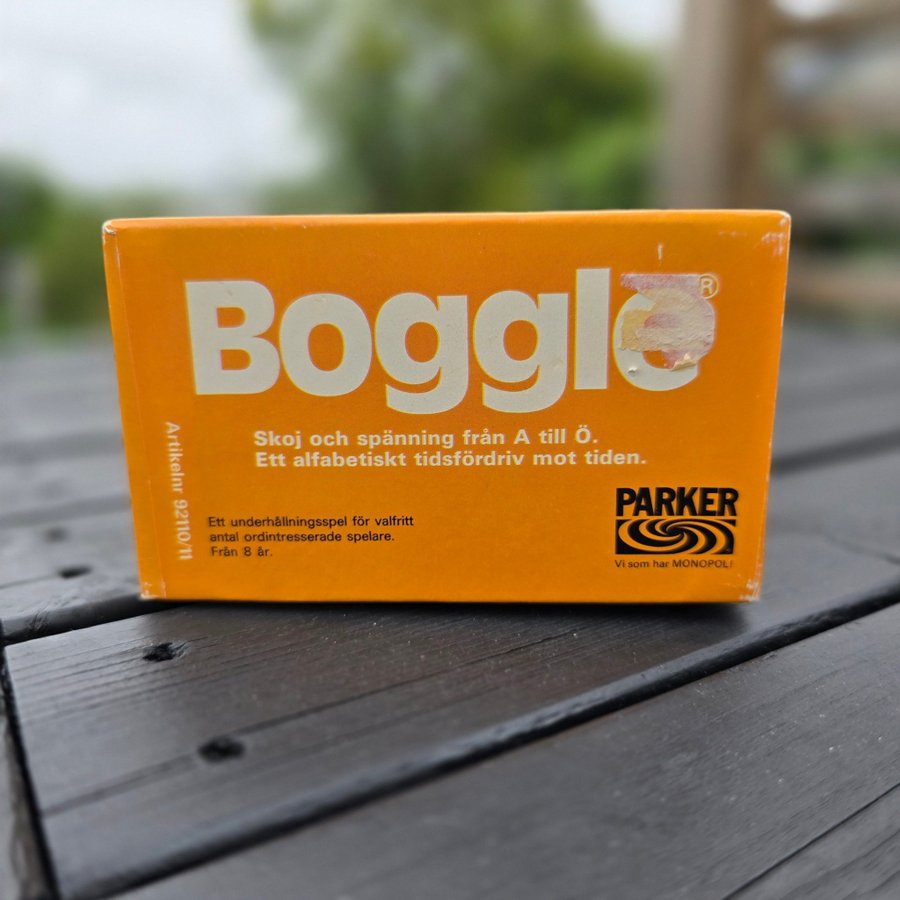 Boggle®
Skoj och spänning från A till Ö.
Ett alfabetiskt tidsfördriv mot tiden.
Artikelnr 92110/11
Ett underhållningsspel för valfritt
antal ordintresserade spelare.
Från 8 år.
PARKER
Vi som har MONOPOL!